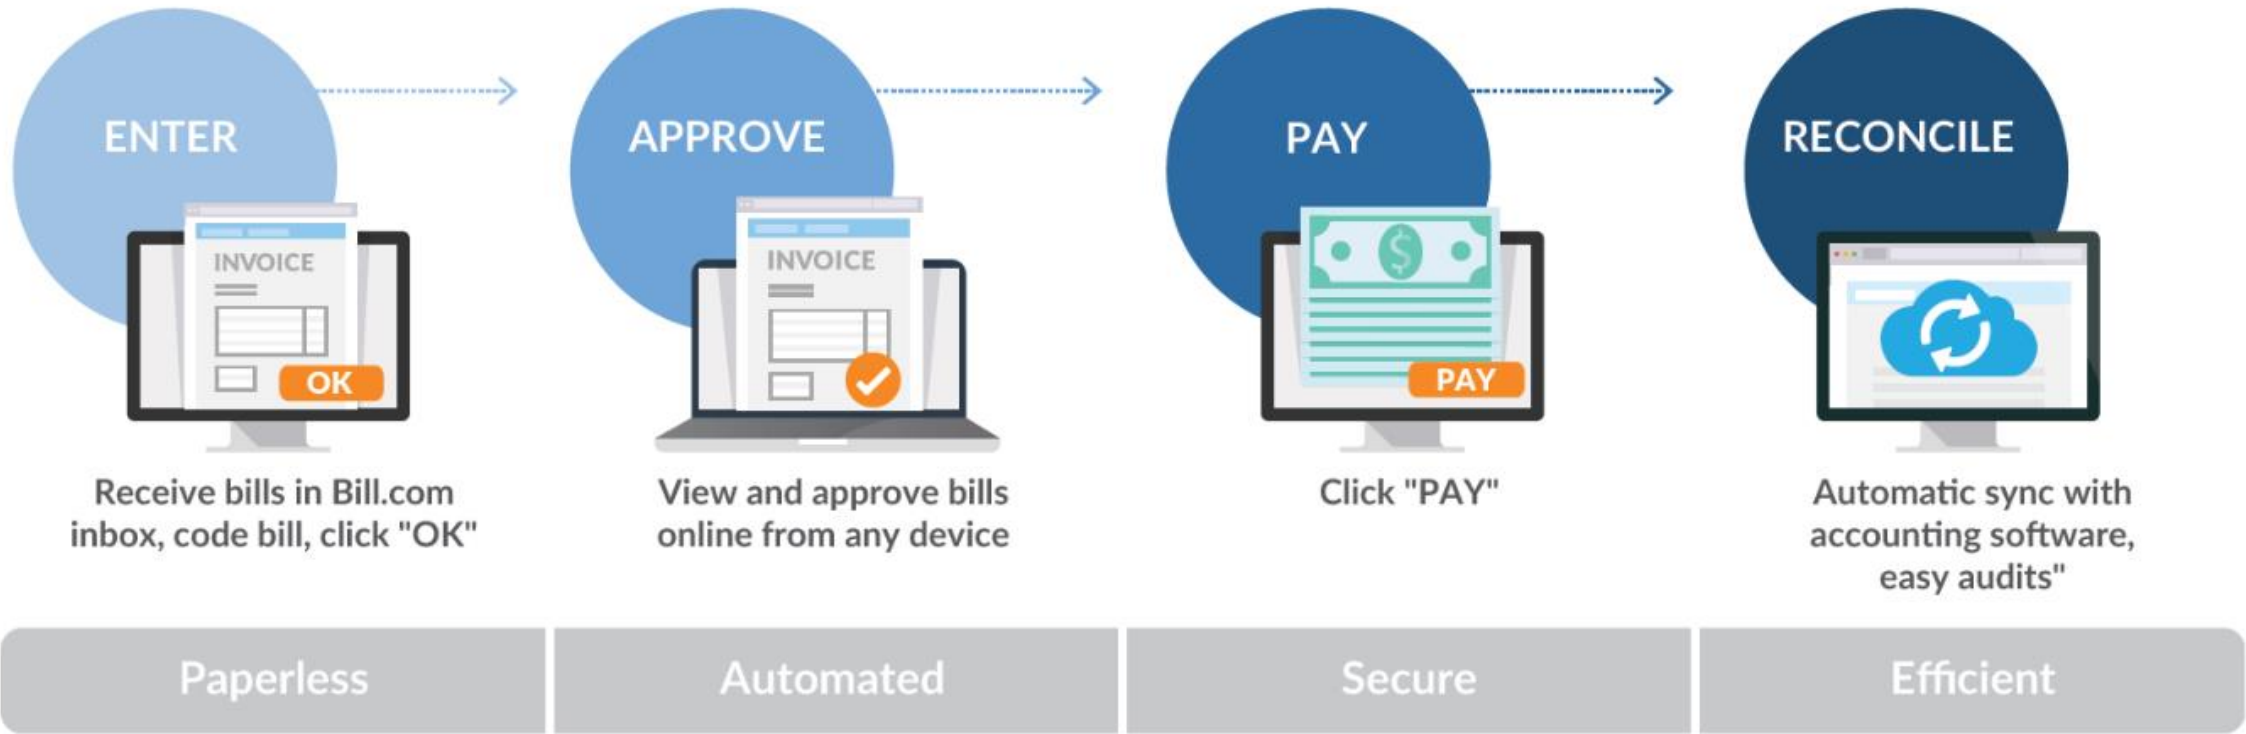 ENTER
APPROVE
PAY
RECONCILE
INVOICE
OK
INVOICE
$
PAY
Receive bills in Bill.com
inbox, code bill, click "OK"
View and approve bills
online from any device
Click "PAY"
Automatic sync with
accounting software,
easy audits"
Paperless
Automated
Secure
Efficient